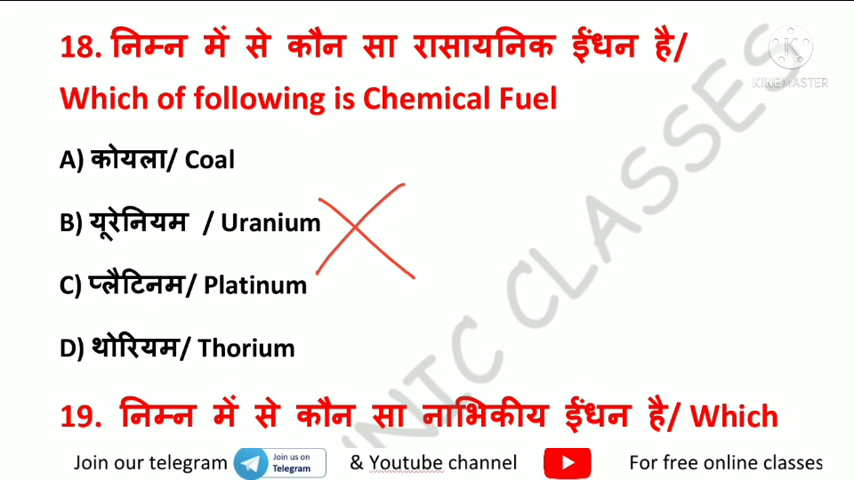 18. निम्न में से कौन सा रासायनिक ईंधन है/
Which of following is Chemical Fuel
A) कोयला/ Coal
B) यूरेनियम / Uranium
C) प्लैटिनम/ Platinum
D) थोरियम/ Thorium
19. निम्न में से कौन सा नाभिकीय ईंधन है/ Which
Join our telegram Join us on Telegram & Youtube channel For free online classes
KINEMASTER
NIC CLASSES